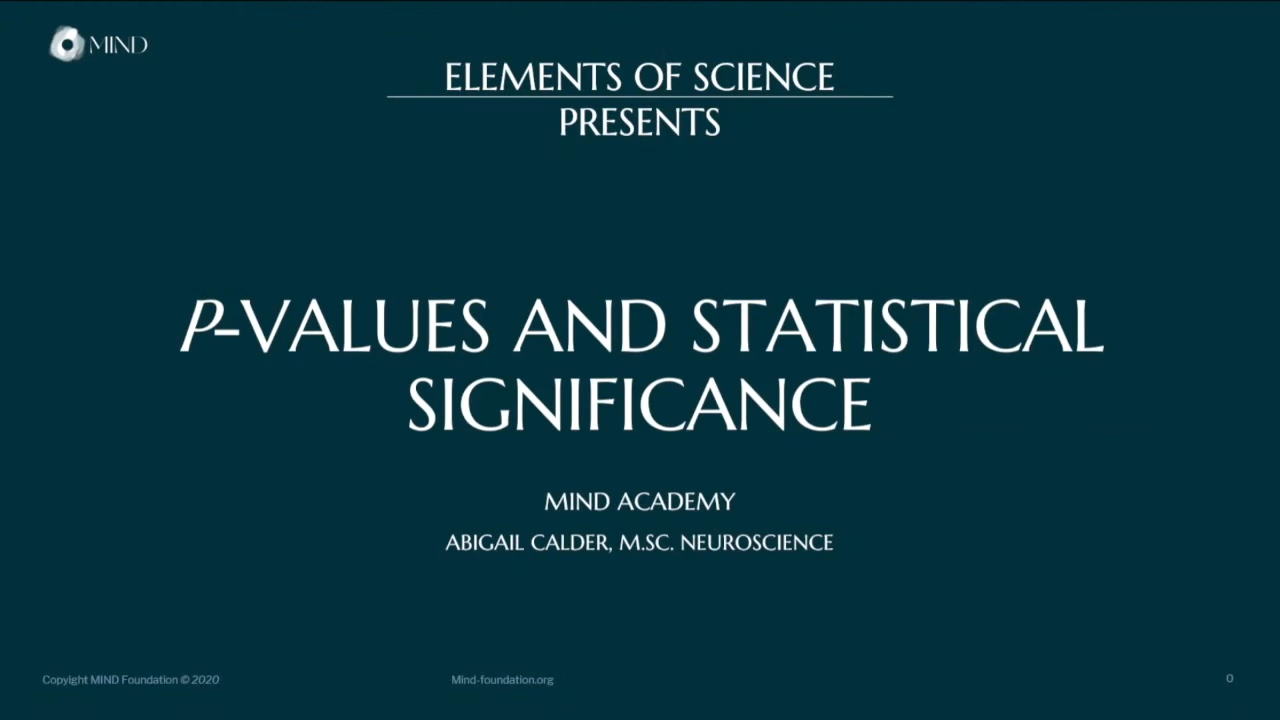 MIND
ELEMENTS OF SCIENCE
PRESENTS
P-VALUES AND STATISTICAL
SIGNIFICANCE
MIND ACADEMY
ABIGAIL CALDER, M.SC. NEUROSCIENCE
Copyight MIND Foundation © 2020
Mind-foundation.org
0